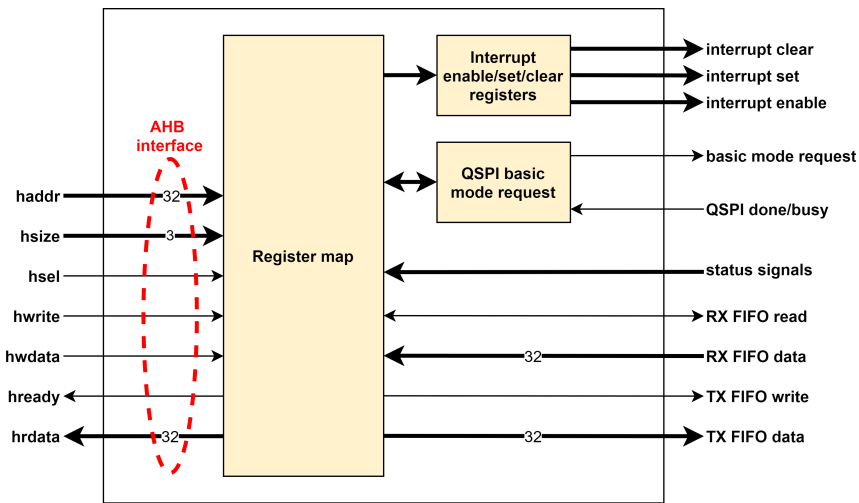 Interrupt
enable/set/clear
registers
interrupt clear
interrupt set
interrupt enable
AHB
interface
QSPI basic
mode request
basic mode request
QSPI done/busy
haddr
32
hsize
3
hsel
Register map
status signals
hwrite
RX FIFO read
hwdata
32
RX FIFO data
hready
TX FIFO write
hrdata
32
32
TX FIFO data